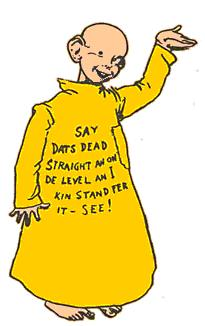 SAY
DATS DEAD
STRAIGHT AN ON
DE LEVEL AN I
KIN STAND FER
IT - SEE!